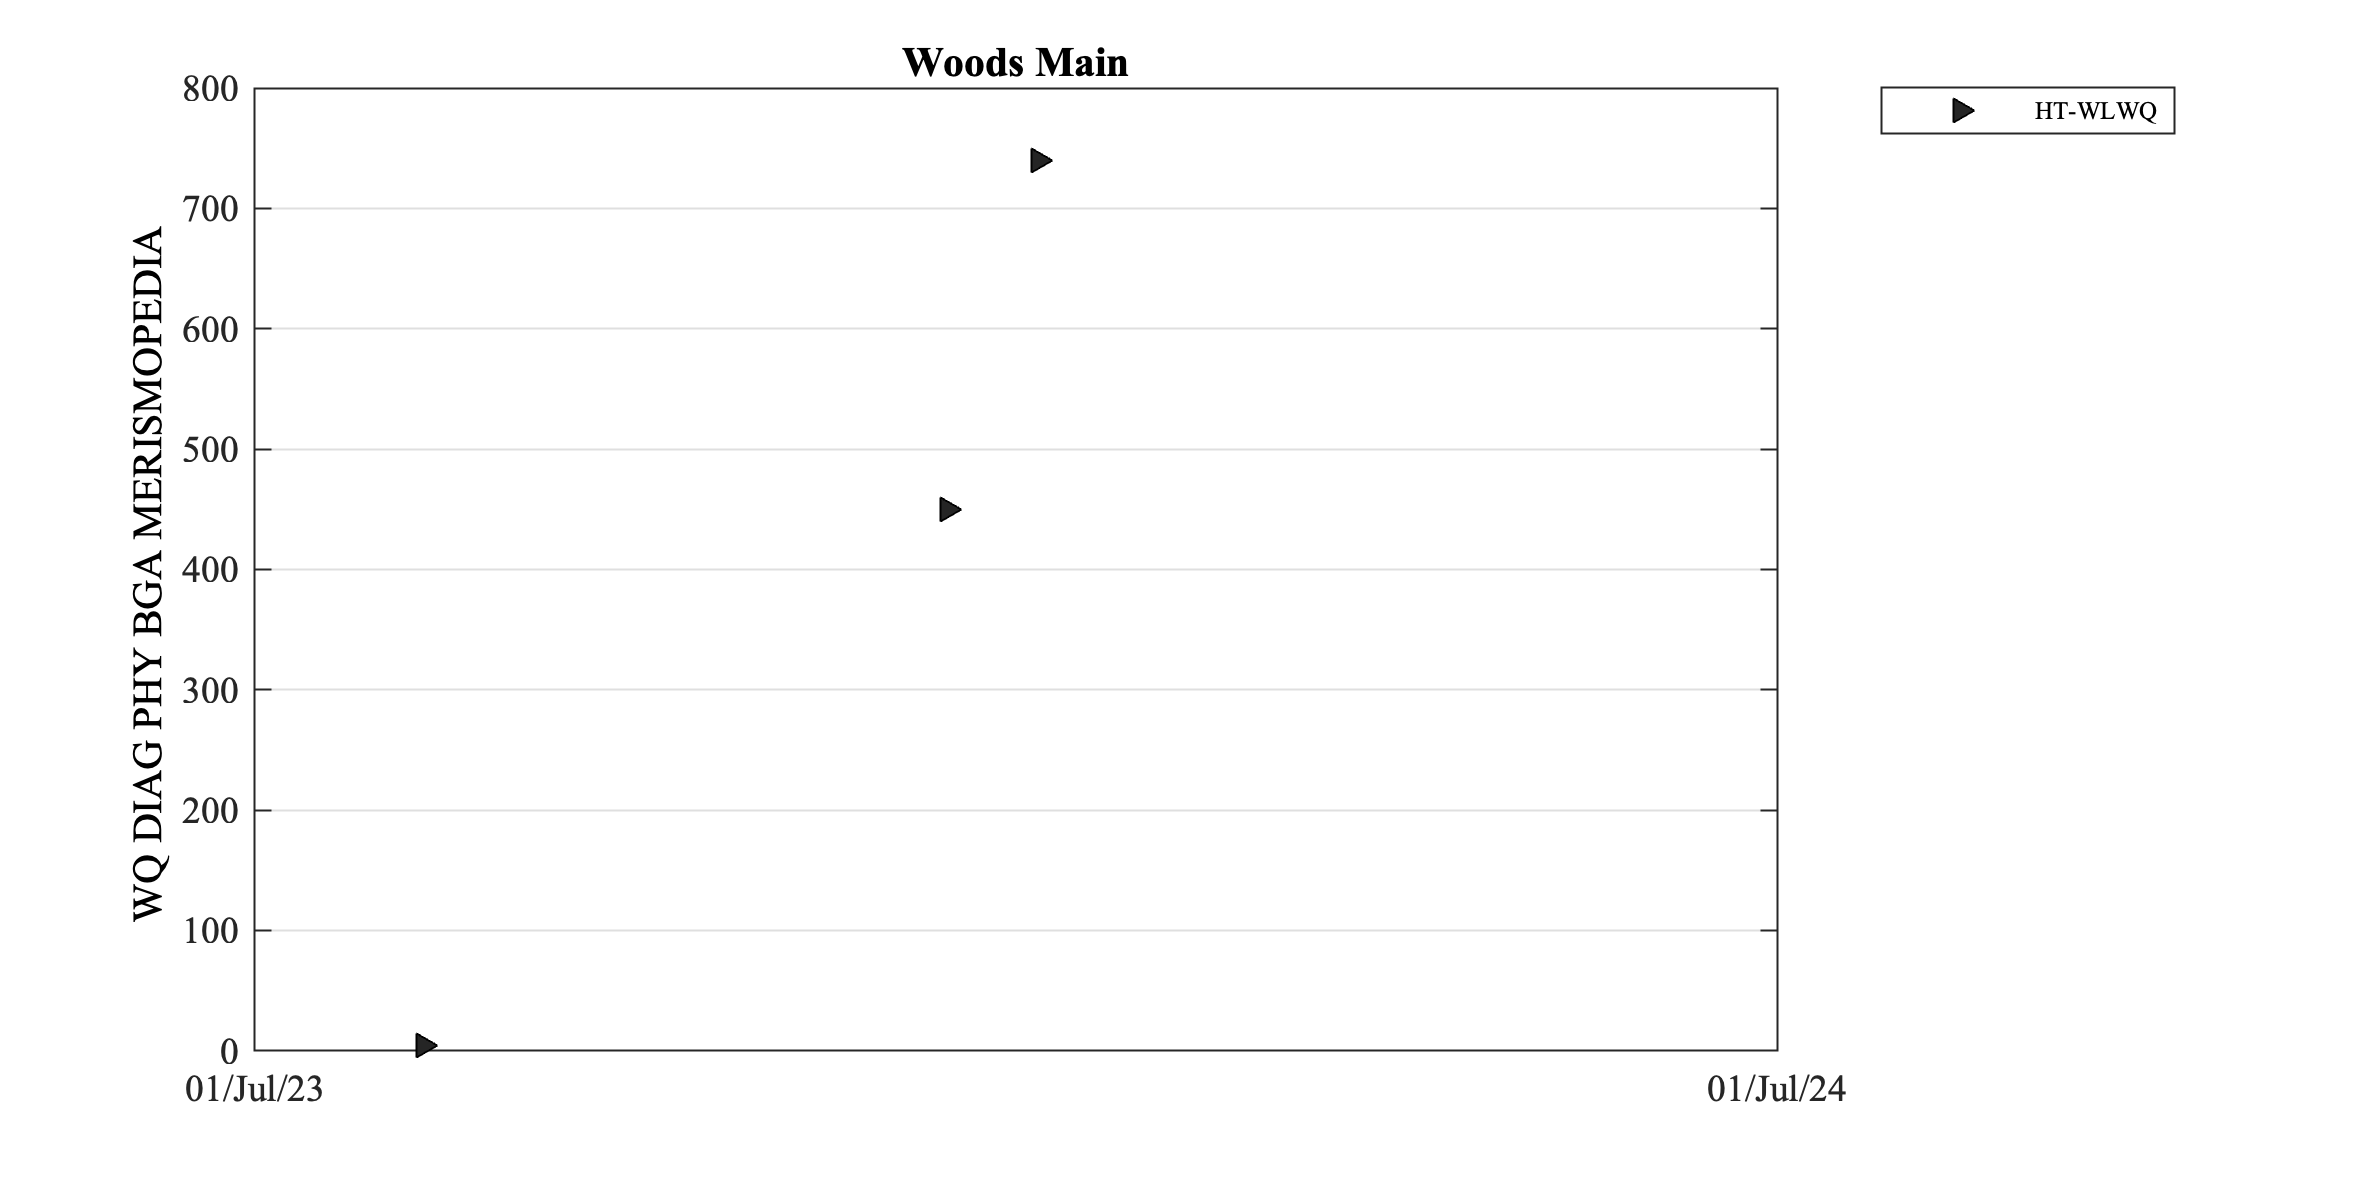 Woods Main
HT-WLWQ
WQ DIAG PHY BGA MERISMOPEDIA
800
700
600
500
400
300
200
100
0
01/Jul/23
01/Jul/24